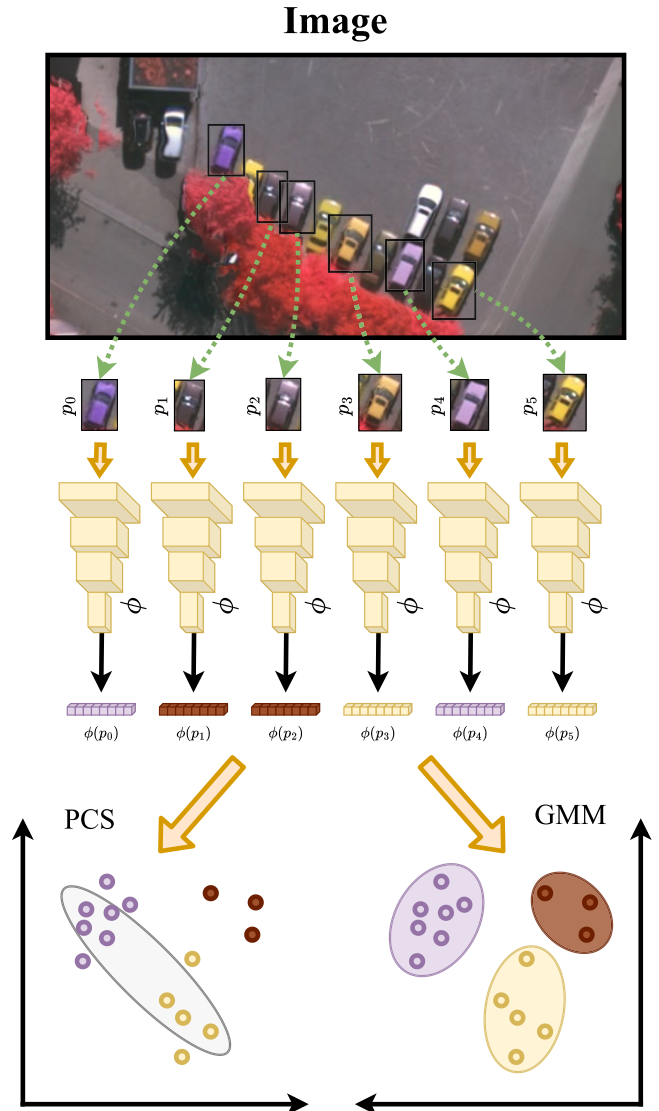 Image
p₀ p₁ p₂ p₃ p₄ p₅
ϕ ϕ ϕ ϕ ϕ ϕ
ϕ(p₀) ϕ(p₁) ϕ(p₂) ϕ(p₃) ϕ(p₄) ϕ(p₅)
PCS GMM